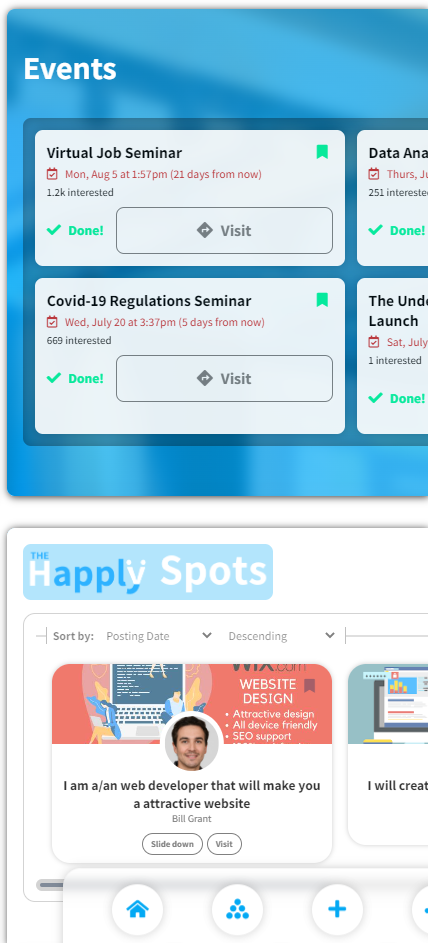 Events
Virtual Job Seminar
Mon, Aug 5 at 1:57pm (21 days from now)
1.2k interested
Done!
Visit
Data Ana
Thurs, Ju
251 intereste
Done!
Covid-19 Regulations Seminar
Wed, July 20 at 3:37pm (5 days from now)
669 interested
Done!
Visit
The Unde
Launch
Sat, July
1 interested
Done!
THE
Happly Spots
Sort by: Posting Date Descending
WIX.com
WEBSITE
DESIGN
• Attractive design
• All device friendly
• SEO support
I am a/an web developer that will make you
a attractive website
Bill Grant
Slide down Visit
I will creat